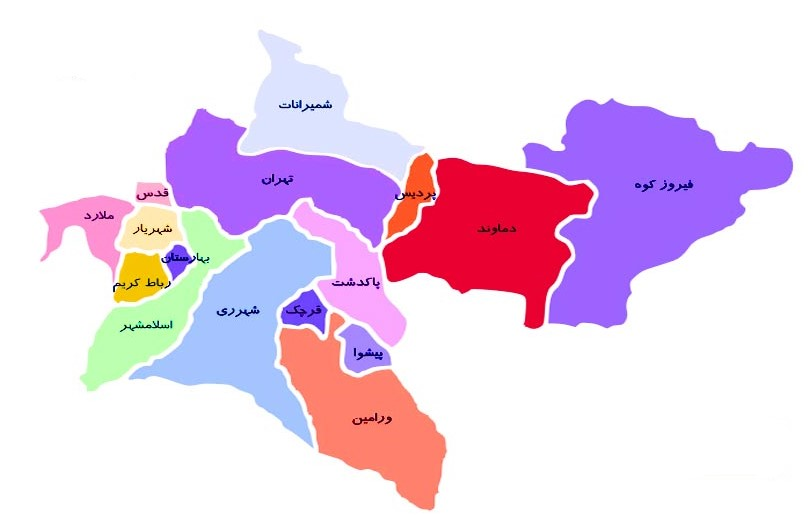 شمیرانات
تهران
فیروز کوه
پردیس
قدس
ملارد
شهریار
دماوند
بهارستان
رباط کریم
پاکدشت
شهرری
قرچک
اسلامشهر
پیشوا
ورامین